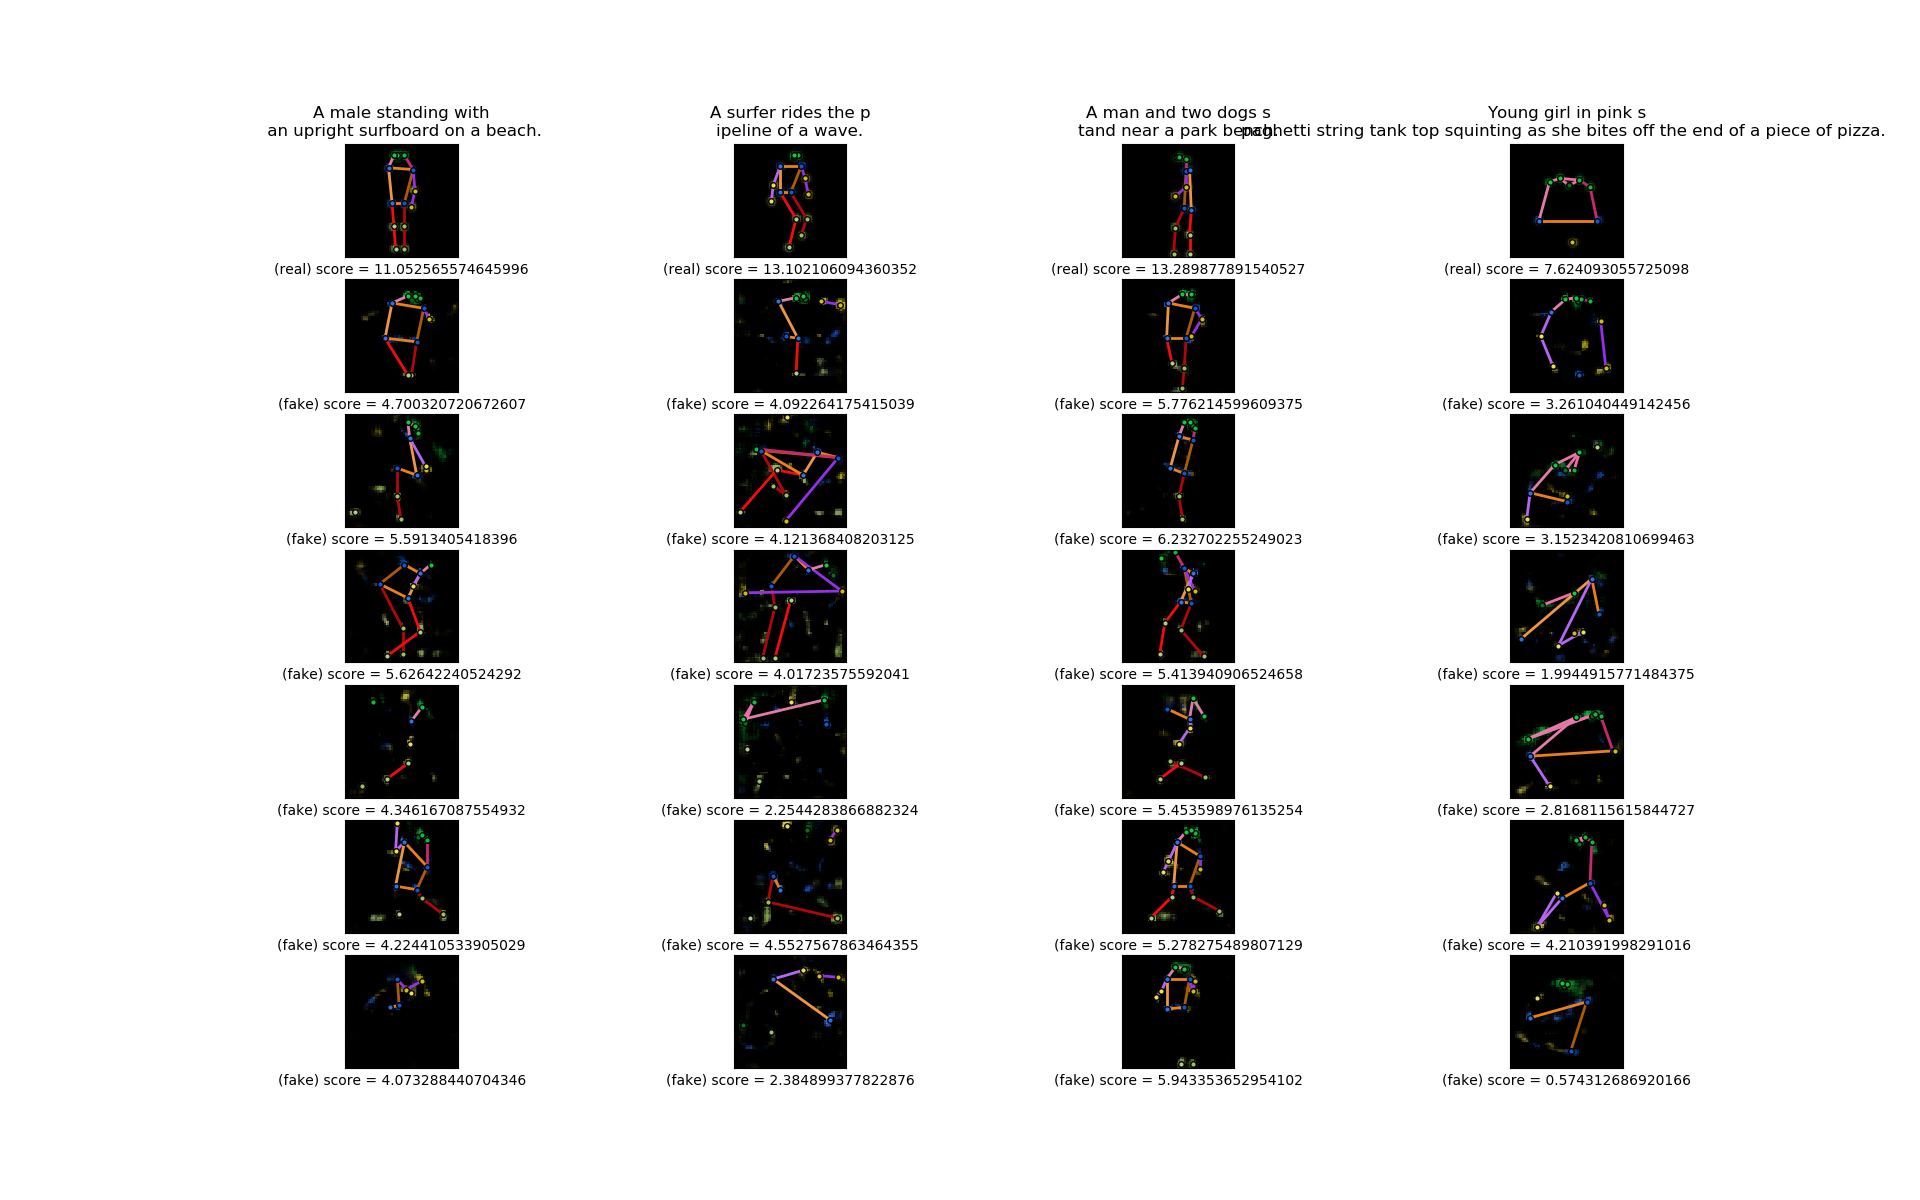 A male standing with
an upright surfboard on a beach.
A surfer rides the p
ipeline of a wave.
A man and two dogs s
tand near a park bench.
Young girl in pink s
paghetti string tank top squinting as she bites off the end of a piece of pizza.
(real) score = 11.052565574645996
(real) score = 13.102106094360352
(real) score = 13.289877891540527
(real) score = 7.624093055725098
(fake) score = 4.700320720672607
(fake) score = 4.092264175415039
(fake) score = 5.776214599609375
(fake) score = 3.261040449142456
(fake) score = 5.5913405418396
(fake) score = 4.121368408203125
(fake) score = 6.232702255249023
(fake) score = 3.1523420810699463
(fake) score = 5.62642240524292
(fake) score = 4.01723575592041
(fake) score = 5.413940906524658
(fake) score = 1.9944915771484375
(fake) score = 4.346167087554932
(fake) score = 2.2544283866882324
(fake) score = 5.453598976135254
(fake) score = 2.8168115615844727
(fake) score = 4.224410533905029
(fake) score = 4.5527567863464355
(fake) score = 5.278275489807129
(fake) score = 4.210391998291016
(fake) score = 4.073288440704346
(fake) score = 2.384899377822876
(fake) score = 5.943353652954102
(fake) score = 0.574312686920166